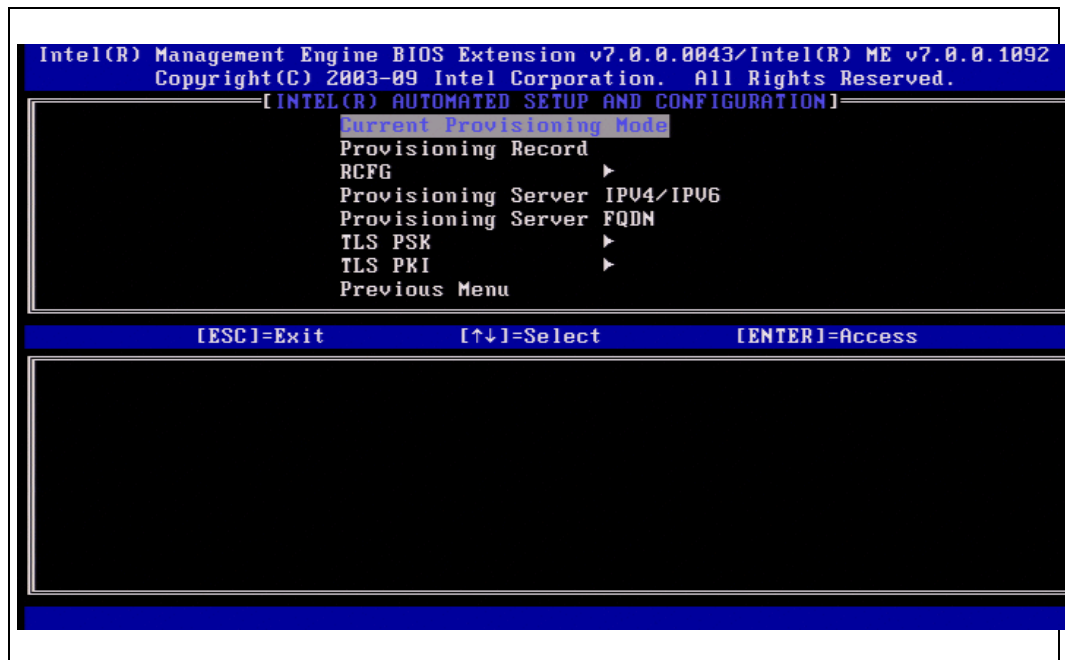 Intel(R) Management Engine BIOS Extension v7.0.0.0043/Intel(R) ME v7.0.0.1092
Copyright(C) 2003-09 Intel Corporation. All Rights Reserved.
[INTEL(R) AUTOMATED SETUP AND CONFIGURATION]
Current Provisioning Mode
Provisioning Record
RCFG ►
Provisioning Server IPV4/IPV6
Provisioning Server FQDN
TLS PSK ►
TLS PKI ►
Previous Menu
[ESC]=Exit [↑↓]=Select [ENTER]=Access